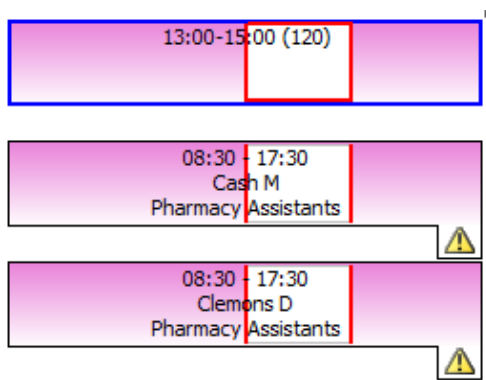 13:00-15:00 (120)
08:30 - 17:30
Cash M
Pharmacy Assistants
08:30 - 17:30
Clemons D
Pharmacy Assistants